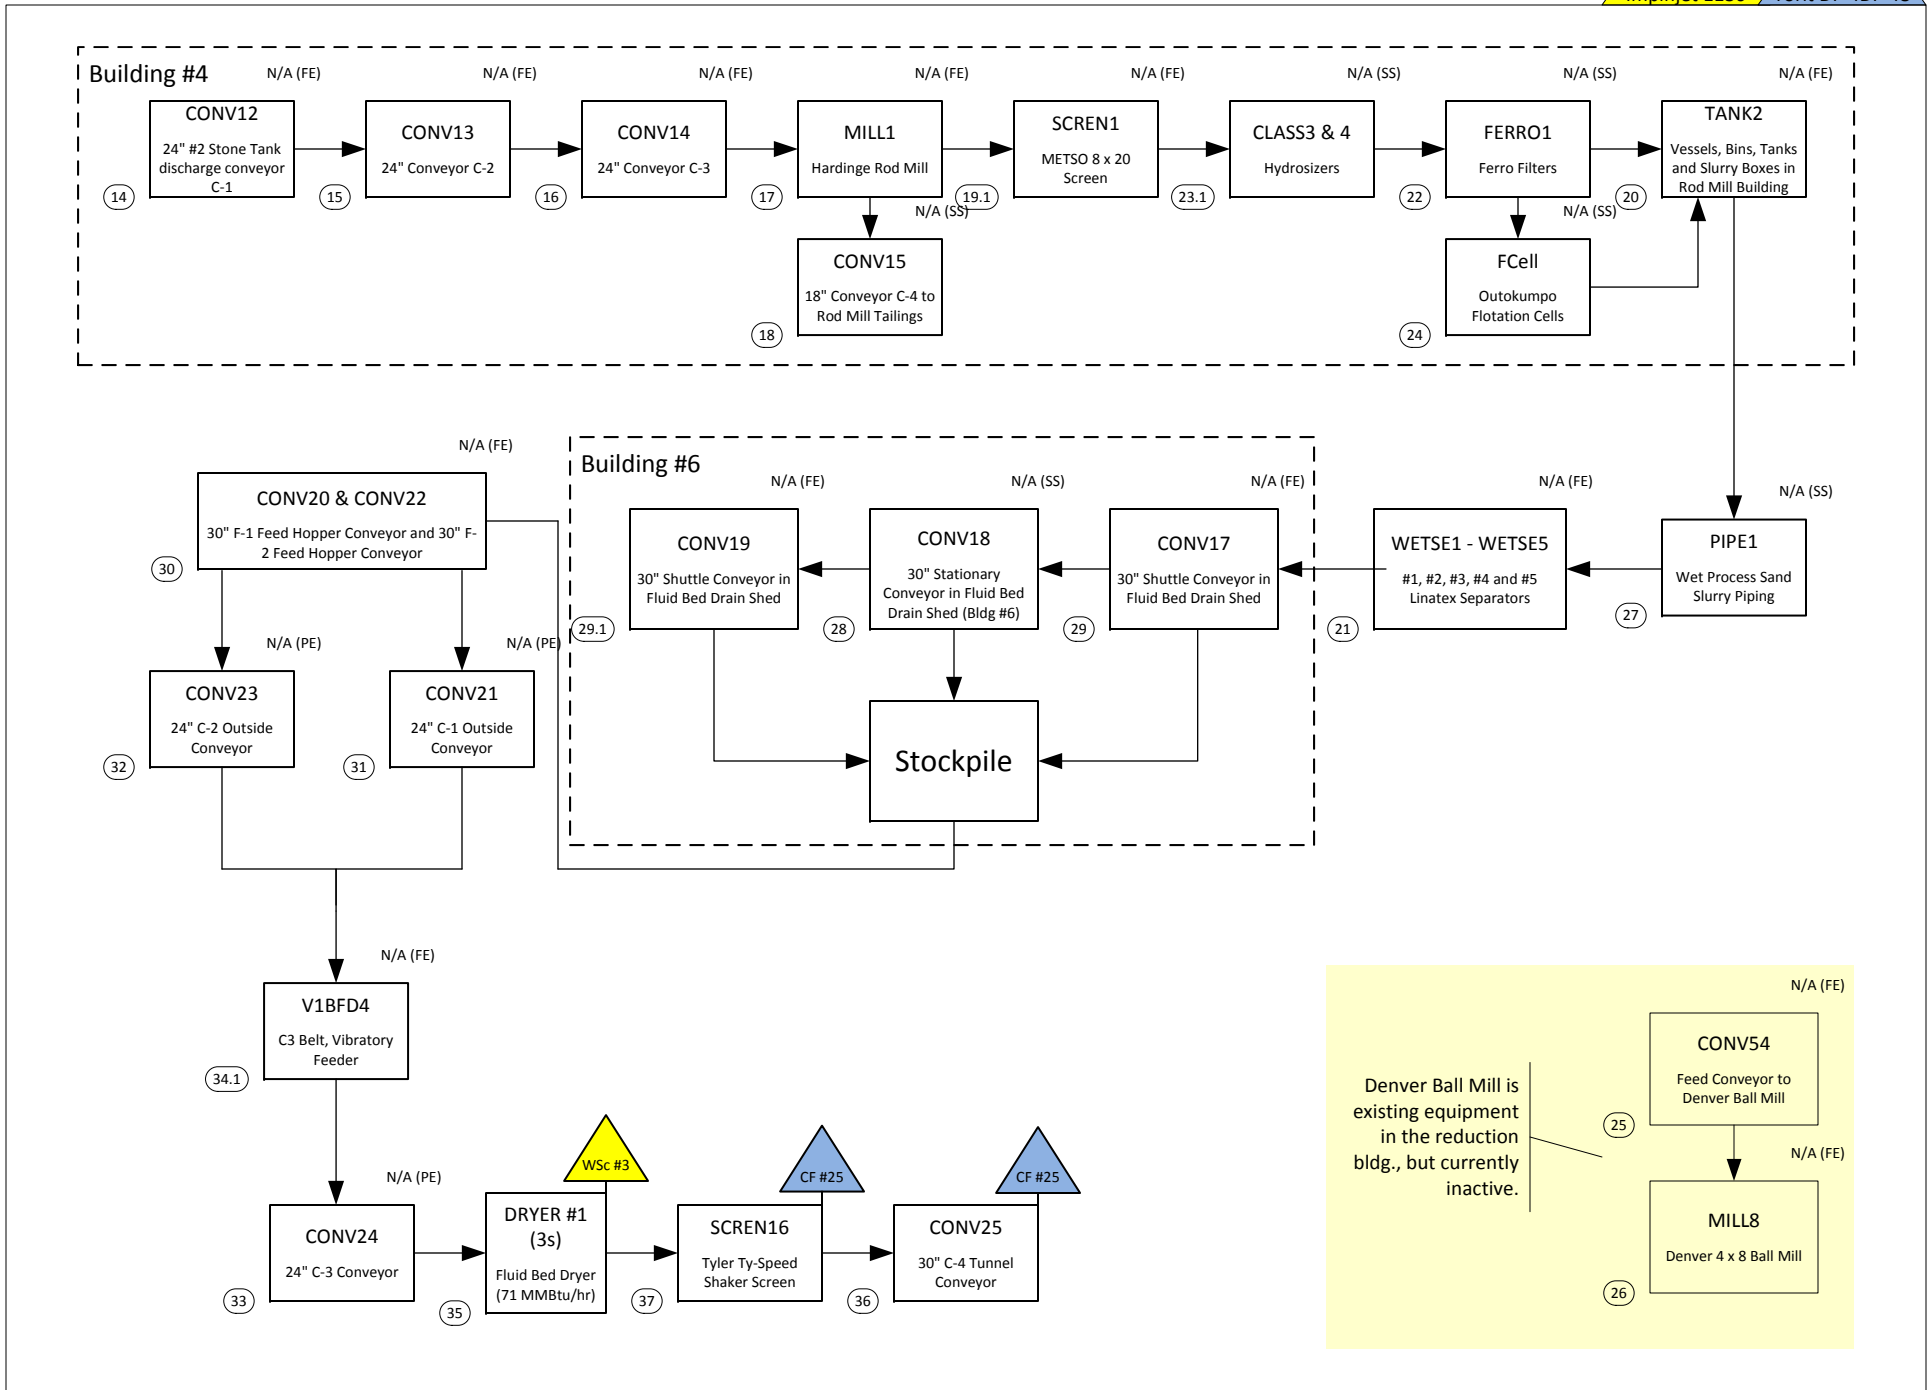 Impinjet 2150
Building #4
N/A (FE)
N/A (FE)
N/A (FE)
N/A (FE)
N/A (FE)
N/A (SS)
N/A (SS)
N/A (FE)
CONV12
24" #2 Stone Tank
discharge conveyor
C-1
14
CONV13
24" Conveyor C-2
15
CONV14
24" Conveyor C-3
16
MILL1
Hardinge Rod Mill
17
SCREN1
METSO 8 x 20
Screen
19.1
CLASS3 & 4
Hydrosizers
23.1
FERRO1
Ferro Filters
22
TANK2
Vessels, Bins, Tanks
and Slurry Boxes in
Rod Mill Building
20
N/A (SS)
CONV15
18" Conveyor C-4 to
Rod Mill Tailings
18
N/A (SS)
FCell
Outokumpo
Flotation Cells
24
N/A (FE)
CONV20 & CONV22
30" F-1 Feed Hopper Conveyor and 30" F-
2 Feed Hopper Conveyor
30
Building #6
N/A (FE)
CONV19
30" Shuttle Conveyor in
Fluid Bed Drain Shed
29.1
N/A (SS)
CONV18
30" Stationary
Conveyor in Fluid Bed
Drain Shed (Bldg #6)
28
N/A (FE)
CONV17
30" Shuttle Conveyor in
Fluid Bed Drain Shed
29
N/A (FE)
WETSE1 - WETSE5
#1, #2, #3, #4 and #5
Linatex Separators
21
N/A (SS)
PIPE1
Wet Process Sand
Slurry Piping
27
N/A (PE)
CONV23
24" C-2 Outside
Conveyor
32
N/A (PE)
CONV21
24" C-1 Outside
Conveyor
31
Stockpile
N/A (FE)
V1BFD4
C3 Belt, Vibratory
Feeder
34.1
N/A (PE)
CONV24
24" C-3 Conveyor
33
WSc #3
DRYER #1
(3s)
Fluid Bed Dryer
(71 MMBtu/hr)
35
CF #25
SCREN16
Tyler Ty-Speed
Shaker Screen
37
CF #25
CONV25
30" C-4 Tunnel
Conveyor
36
Denver Ball Mill is
existing equipment
in the reduction
bldg., but currently
inactive.
N/A (FE)
CONV54
Feed Conveyor to
Denver Ball Mill
25
N/A (FE)
MILL8
Denver 4 x 8 Ball Mill
26